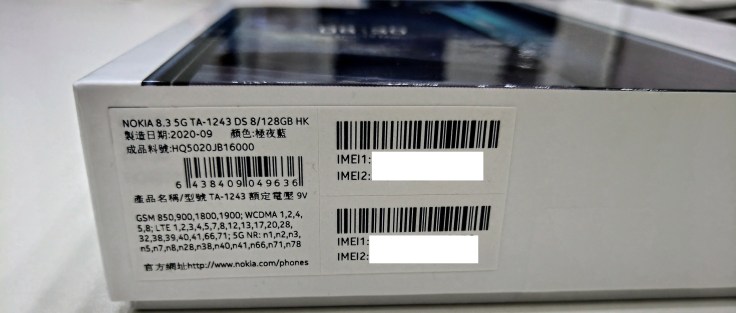 NOKIA 8.3 5G TA-1243 DS 8/128GB HK
製造日期:2020-09 顏色:極夜藍
成品料號:HQ5020JB16000
6 438409 049636
產品名稱/型號 TA-1243 額定電壓 9V
GSM 850,900,1800,1900; WCDMA 1,2,4,
5,8; LTE 1,2,3,4,5,7,8,12,13,17,20,28,
32,38,39,40,41,66,71; 5G NR: n1,n2,n3,
n5,n7,n8,n28,n38,n40,n41,n66,n71,n78
官方網址:http://www.nokia.com/phones
IMEI1:
IMEI2:
IMEI1:
IMEI2: